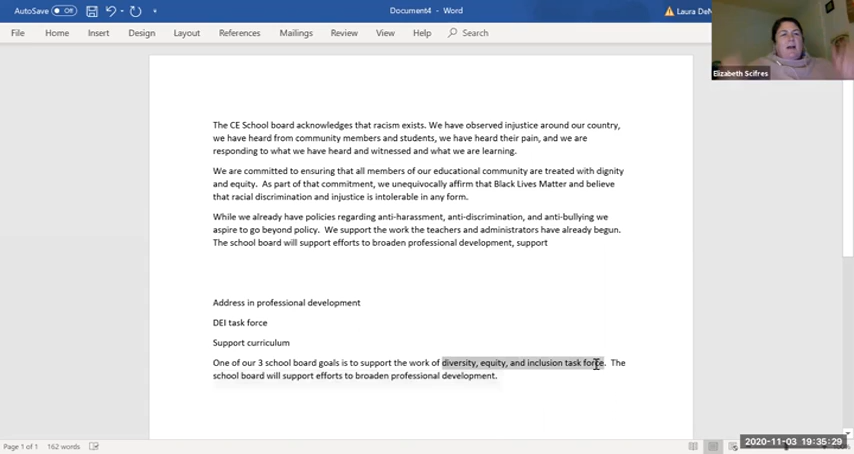 AutoSave Off Document4 - Word Laura DeN
File Home Insert Design Layout References Mailings Review View Help Search
Elizabeth Scifres
The CE School board acknowledges that racism exists. We have observed injustice around our country,
we have heard from community members and students, we have heard their pain, and we are
responding to what we have heard and witnessed and what we are learning.
We are committed to ensuring that all members of our educational community are treated with dignity
and equity. As part of that commitment, we unequivocally affirm that Black Lives Matter and believe
that racial discrimination and injustice is intolerable in any form.
While we already have policies regarding anti-harassment, anti-discrimination, and anti-bullying we
aspire to go beyond policy. We support the work the teachers and administrators have already begun.
The school board will support efforts to broaden professional development, support
Address in professional development
DEI task force
Support curriculum
One of our 3 school board goals is to support the work of diversity, equity, and inclusion task force. The
school board will support efforts to broaden professional development.
Page 1 of 1 162 words
2020-11-03 19:35:29